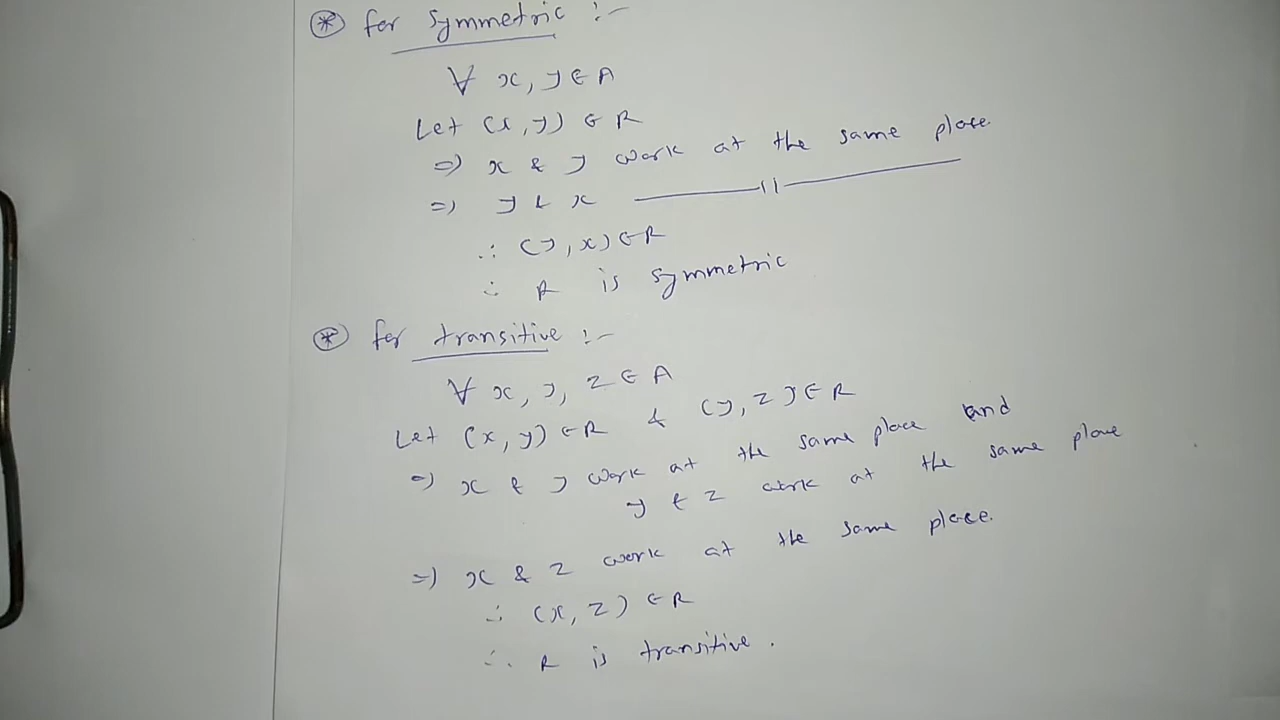 ⊛ for symmetric :-
∀ x, y ∈ A
Let (x, y) ∈ R
⇒ x & y work at the same place.
⇒ y & x ———11———
∴ (y, x) ∈ R
∴ R is symmetric
⊛ for transitive :-
∀ x, y, z ∈ A
Let (x, y) ∈ R & (y, z) ∈ R
⇒ x & y work at the same place and
y & z work at the same place
⇒ x & z work at the same place.
∴ (x, z) ∈ R
∴ R is transitive.